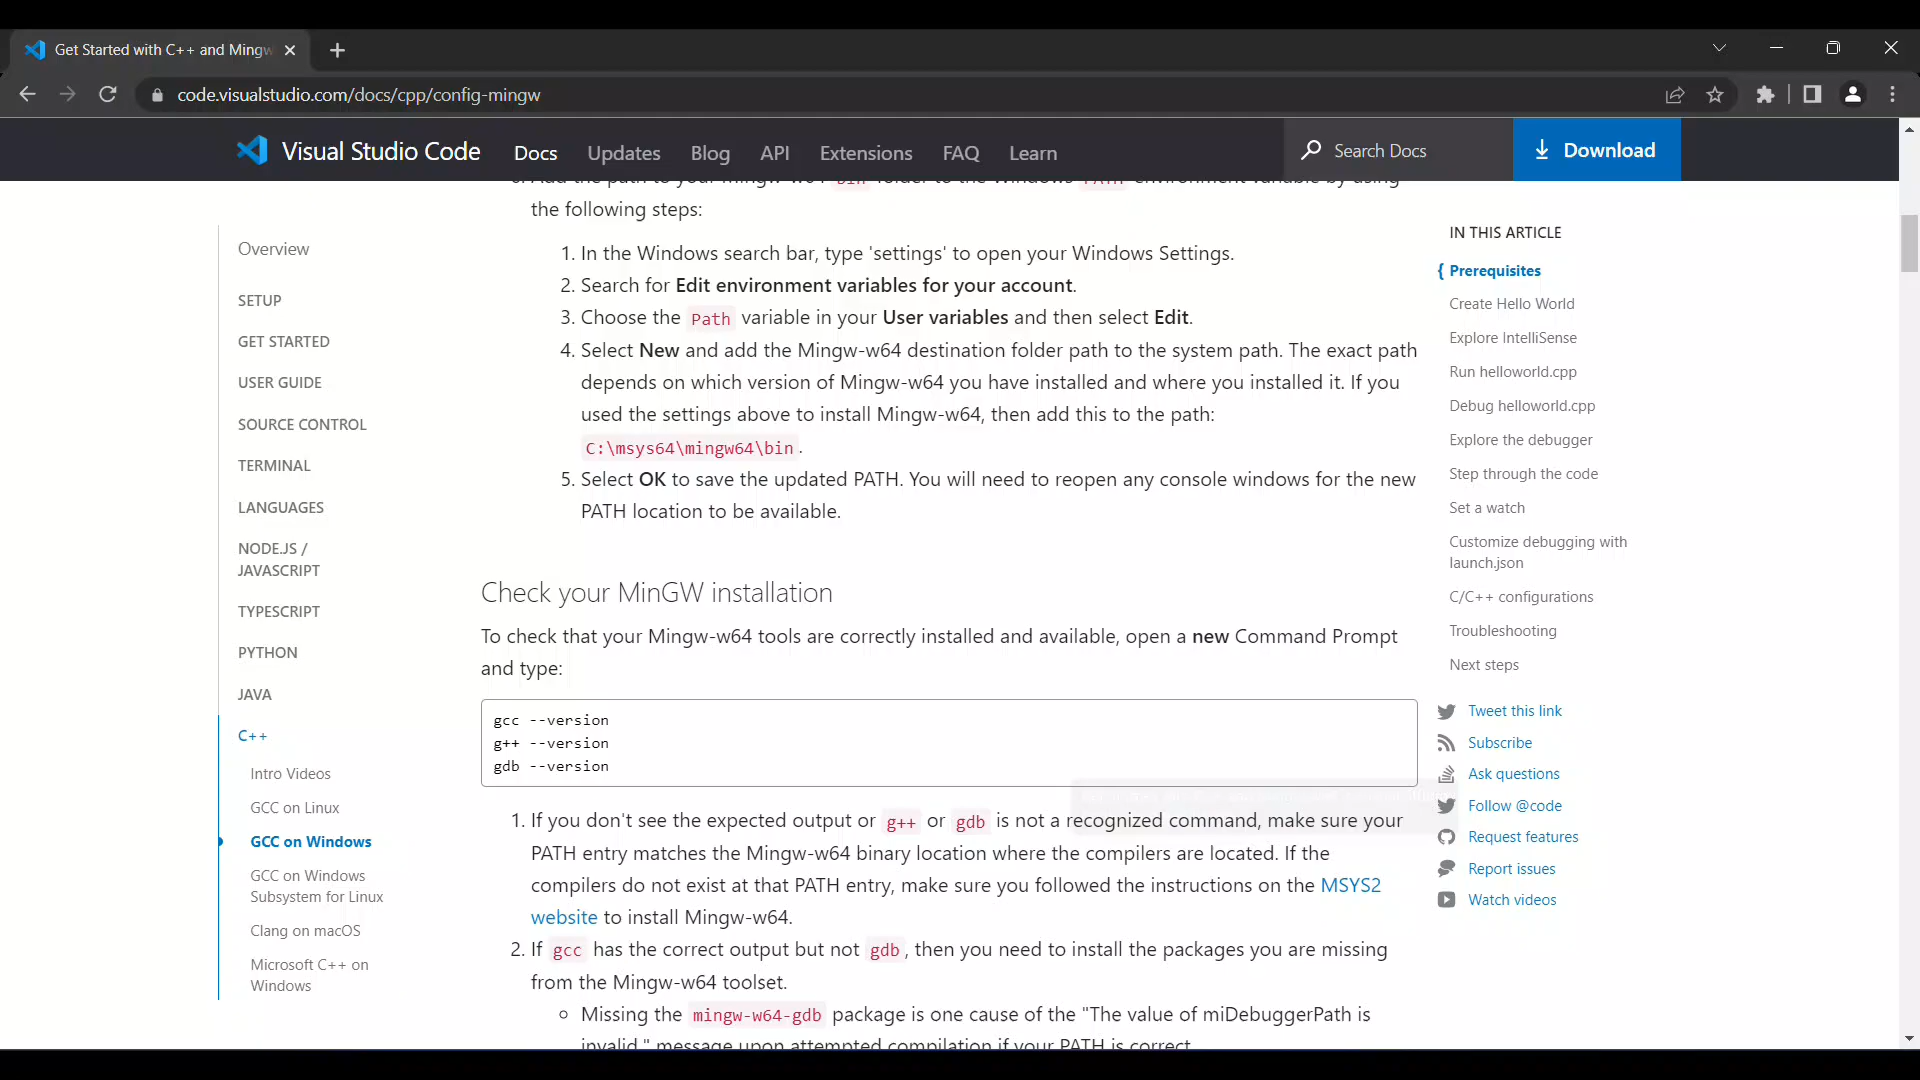 Get Started with C++ and Mingw
code.visualstudio.com/docs/cpp/config-mingw
Visual Studio Code
Docs
Updates
Blog
API
Extensions
FAQ
Learn
Search Docs
Download
Overview
SETUP
GET STARTED
USER GUIDE
SOURCE CONTROL
TERMINAL
LANGUAGES
NODE.JS /
JAVASCRIPT
TYPESCRIPT
PYTHON
JAVA
C++
Intro Videos
GCC on Linux
GCC on Windows
GCC on Windows
Subsystem for Linux
Clang on macOS
Microsoft C++ on
Windows
the following steps:
1. In the Windows search bar, type 'settings' to open your Windows Settings.
2. Search for Edit environment variables for your account.
3. Choose the Path variable in your User variables and then select Edit.
4. Select New and add the Mingw-w64 destination folder path to the system path. The exact path
depends on which version of Mingw-w64 you have installed and where you installed it. If you
used the settings above to install Mingw-w64, then add this to the path:
C:\msys64\mingw64\bin.
5. Select OK to save the updated PATH. You will need to reopen any console windows for the new
PATH location to be available.
Check your MinGW installation
To check that your Mingw-w64 tools are correctly installed and available, open a new Command Prompt
and type:
gcc --version
g++ --version
gdb --version
1. If you don't see the expected output or g++ or gdb is not a recognized command, make sure your
PATH entry matches the Mingw-w64 binary location where the compilers are located. If the
compilers do not exist at that PATH entry, make sure you followed the instructions on the MSYS2
website to install Mingw-w64.
2. If gcc has the correct output but not gdb, then you need to install the packages you are missing
from the Mingw-w64 toolset.
Missing the mingw-w64-gdb package is one cause of the "The value of miDebuggerPath is
invalid." message upon attempted compilation if your PATH is correct.
IN THIS ARTICLE
{ Prerequisites
Create Hello World
Explore IntelliSense
Run helloworld.cpp
Debug helloworld.cpp
Explore the debugger
Step through the code
Set a watch
Customize debugging with
launch.json
C/C++ configurations
Troubleshooting
Next steps
Tweet this link
Subscribe
Ask questions
Follow @code
Request features
Report issues
Watch videos